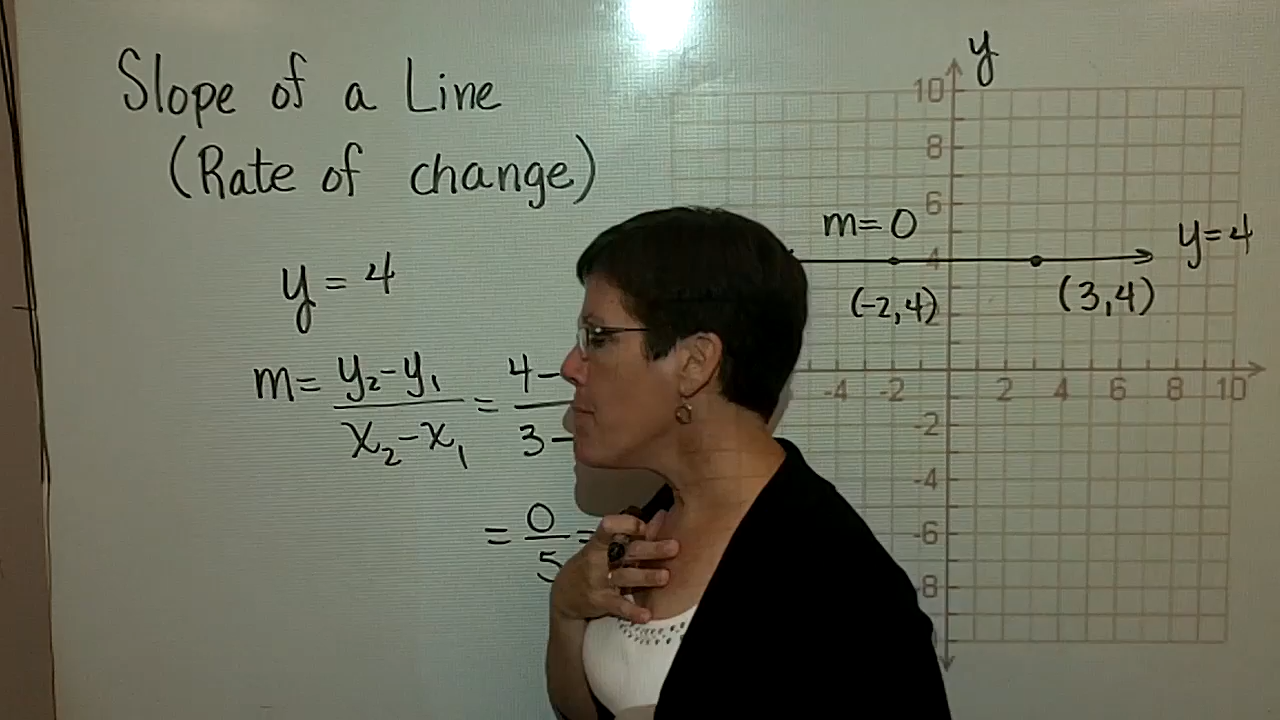 Slope of a Line
(Rate of change)
y = 4
m = y₂-y₁ / x₂-x₁ = 4- / 3-
= 0/5 =
y
10
8
6
m=0
y=4
4
(-2,4)
(3,4)
-4 -2 2 4 6 8 10
-2
-4
-6
-8